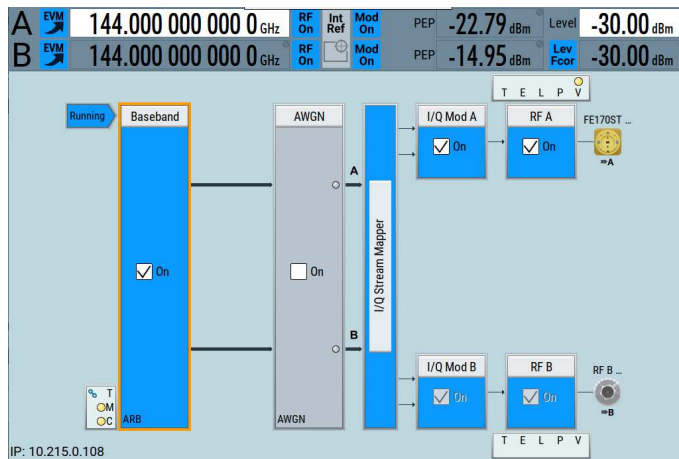 A EVM 144.000 000 000 0 GHz RF On Int Ref Mod On PEP -22.79 dBm Level -30.00 dBm
B EVM 144.000 000 000 0 GHz RF On Mod On PEP -14.95 dBm Lev Fcor -30.00 dBm
T E L P V
Running Baseband AWGN I/Q Mod A RF A FE170ST ...
On On
A ⇒A
I/Q Stream Mapper
On On
B
I/Q Mod B RF B RF B ...
T
M On On
C ARB AWGN ⇒B
T E L P V
IP: 10.215.0.108